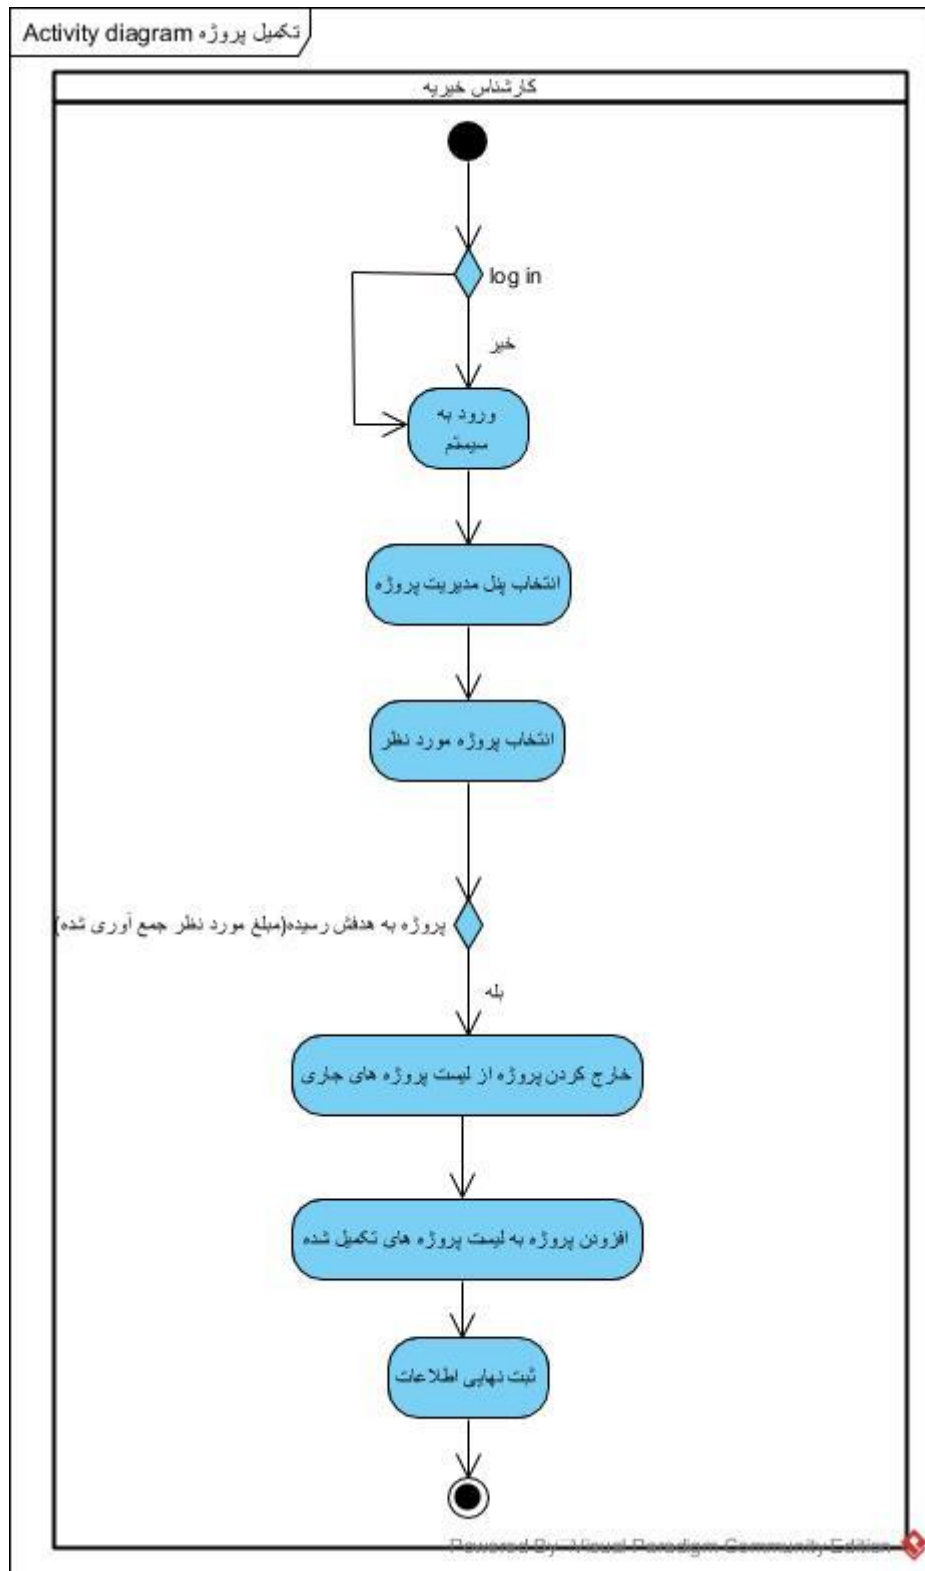 Activity diagram تکمیل پروژه
کارشناس خیریه
log in
خیر
ورود به
سیستم
انتخاب پنل مدیریت پروژه
انتخاب پروژه مورد نظر
پروژه به هدفش رسیده(مبلغ مورد نظر جمع آوری شده)
بله
خارج کردن پروژه از لیست پروژه های جاری
افزودن پروژه به لیست پروژه های تکمیل شده
ثبت نهایی اطلاعات
Powered By Visual Paradigm Community Edition